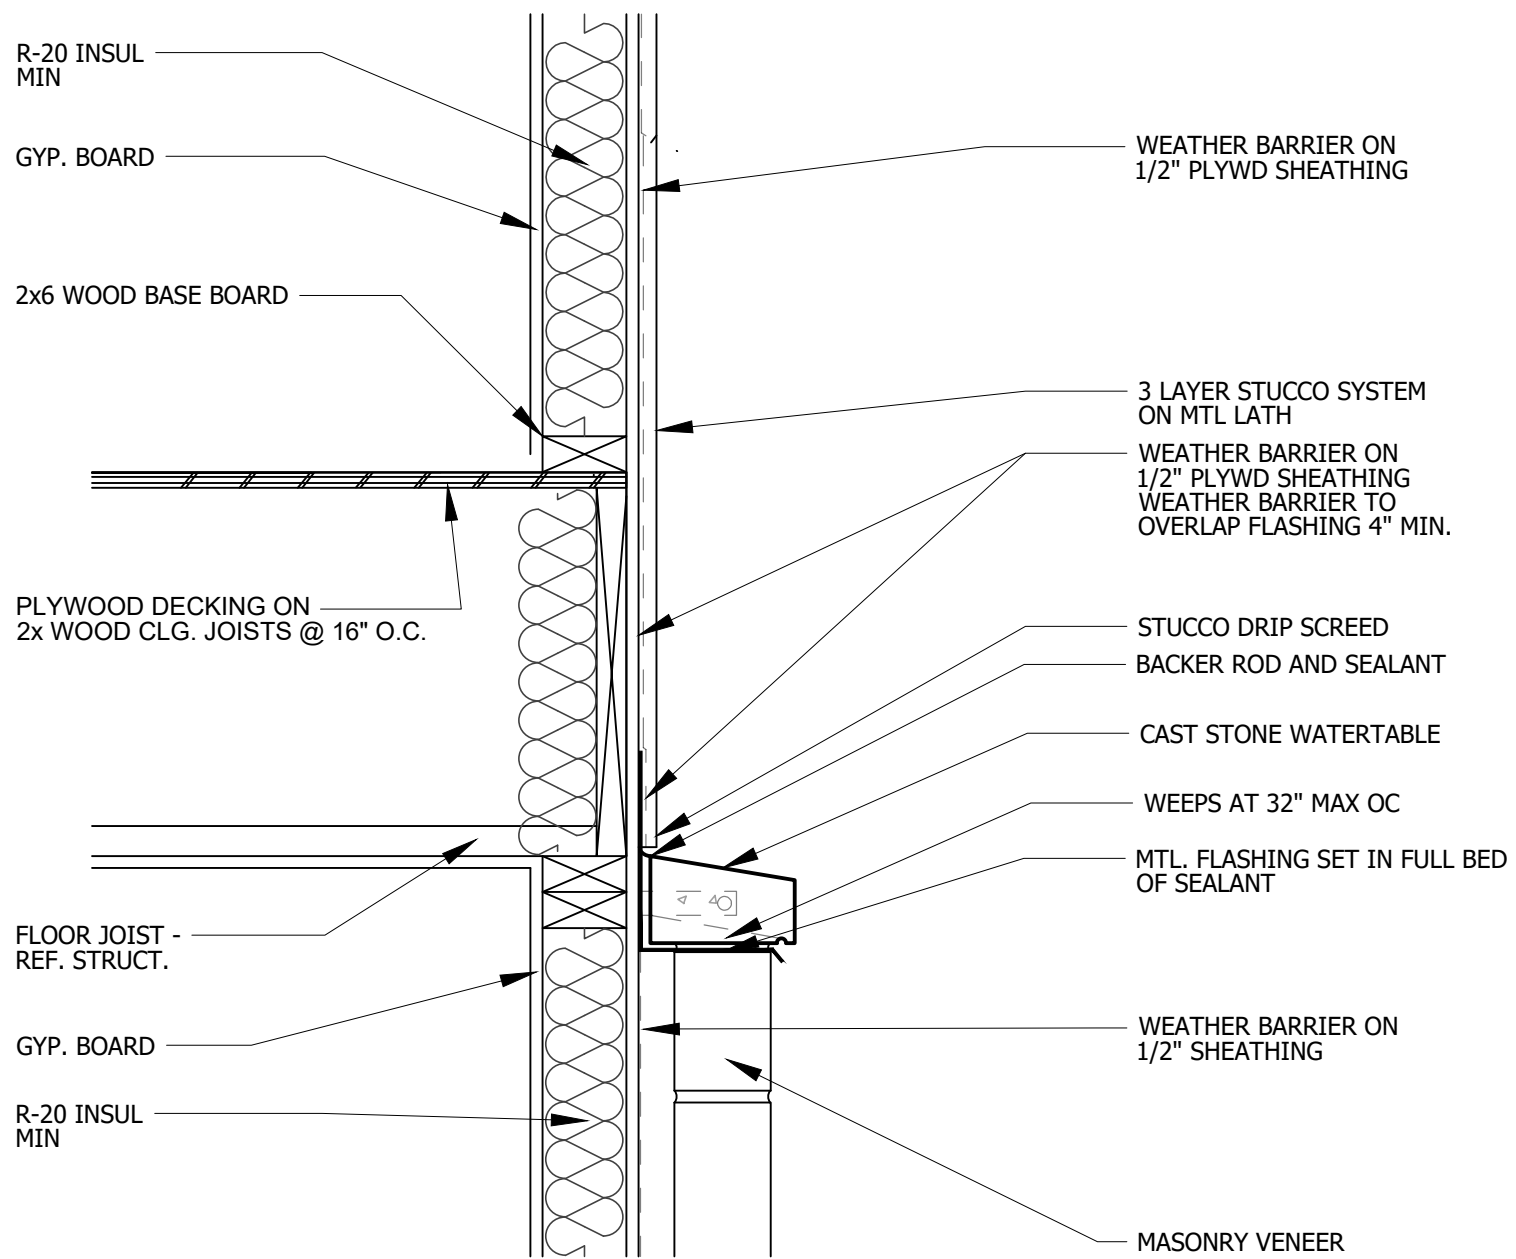 R-20 INSUL
MIN
GYP. BOARD
2x6 WOOD BASE BOARD
PLYWOOD DECKING ON
2x WOOD CLG. JOISTS @ 16" O.C.
FLOOR JOIST -
REF. STRUCT.
GYP. BOARD
R-20 INSUL
MIN
WEATHER BARRIER ON
1/2" PLYWD SHEATHING
3 LAYER STUCCO SYSTEM
ON MTL LATH
WEATHER BARRIER ON
1/2" PLYWD SHEATHING
WEATHER BARRIER TO
OVERLAP FLASHING 4" MIN.
STUCCO DRIP SCREED
BACKER ROD AND SEALANT
CAST STONE WATERTABLE
WEEPS AT 32" MAX OC
MTL. FLASHING SET IN FULL BED
OF SEALANT
WEATHER BARRIER ON
1/2" SHEATHING
MASONRY VENEER